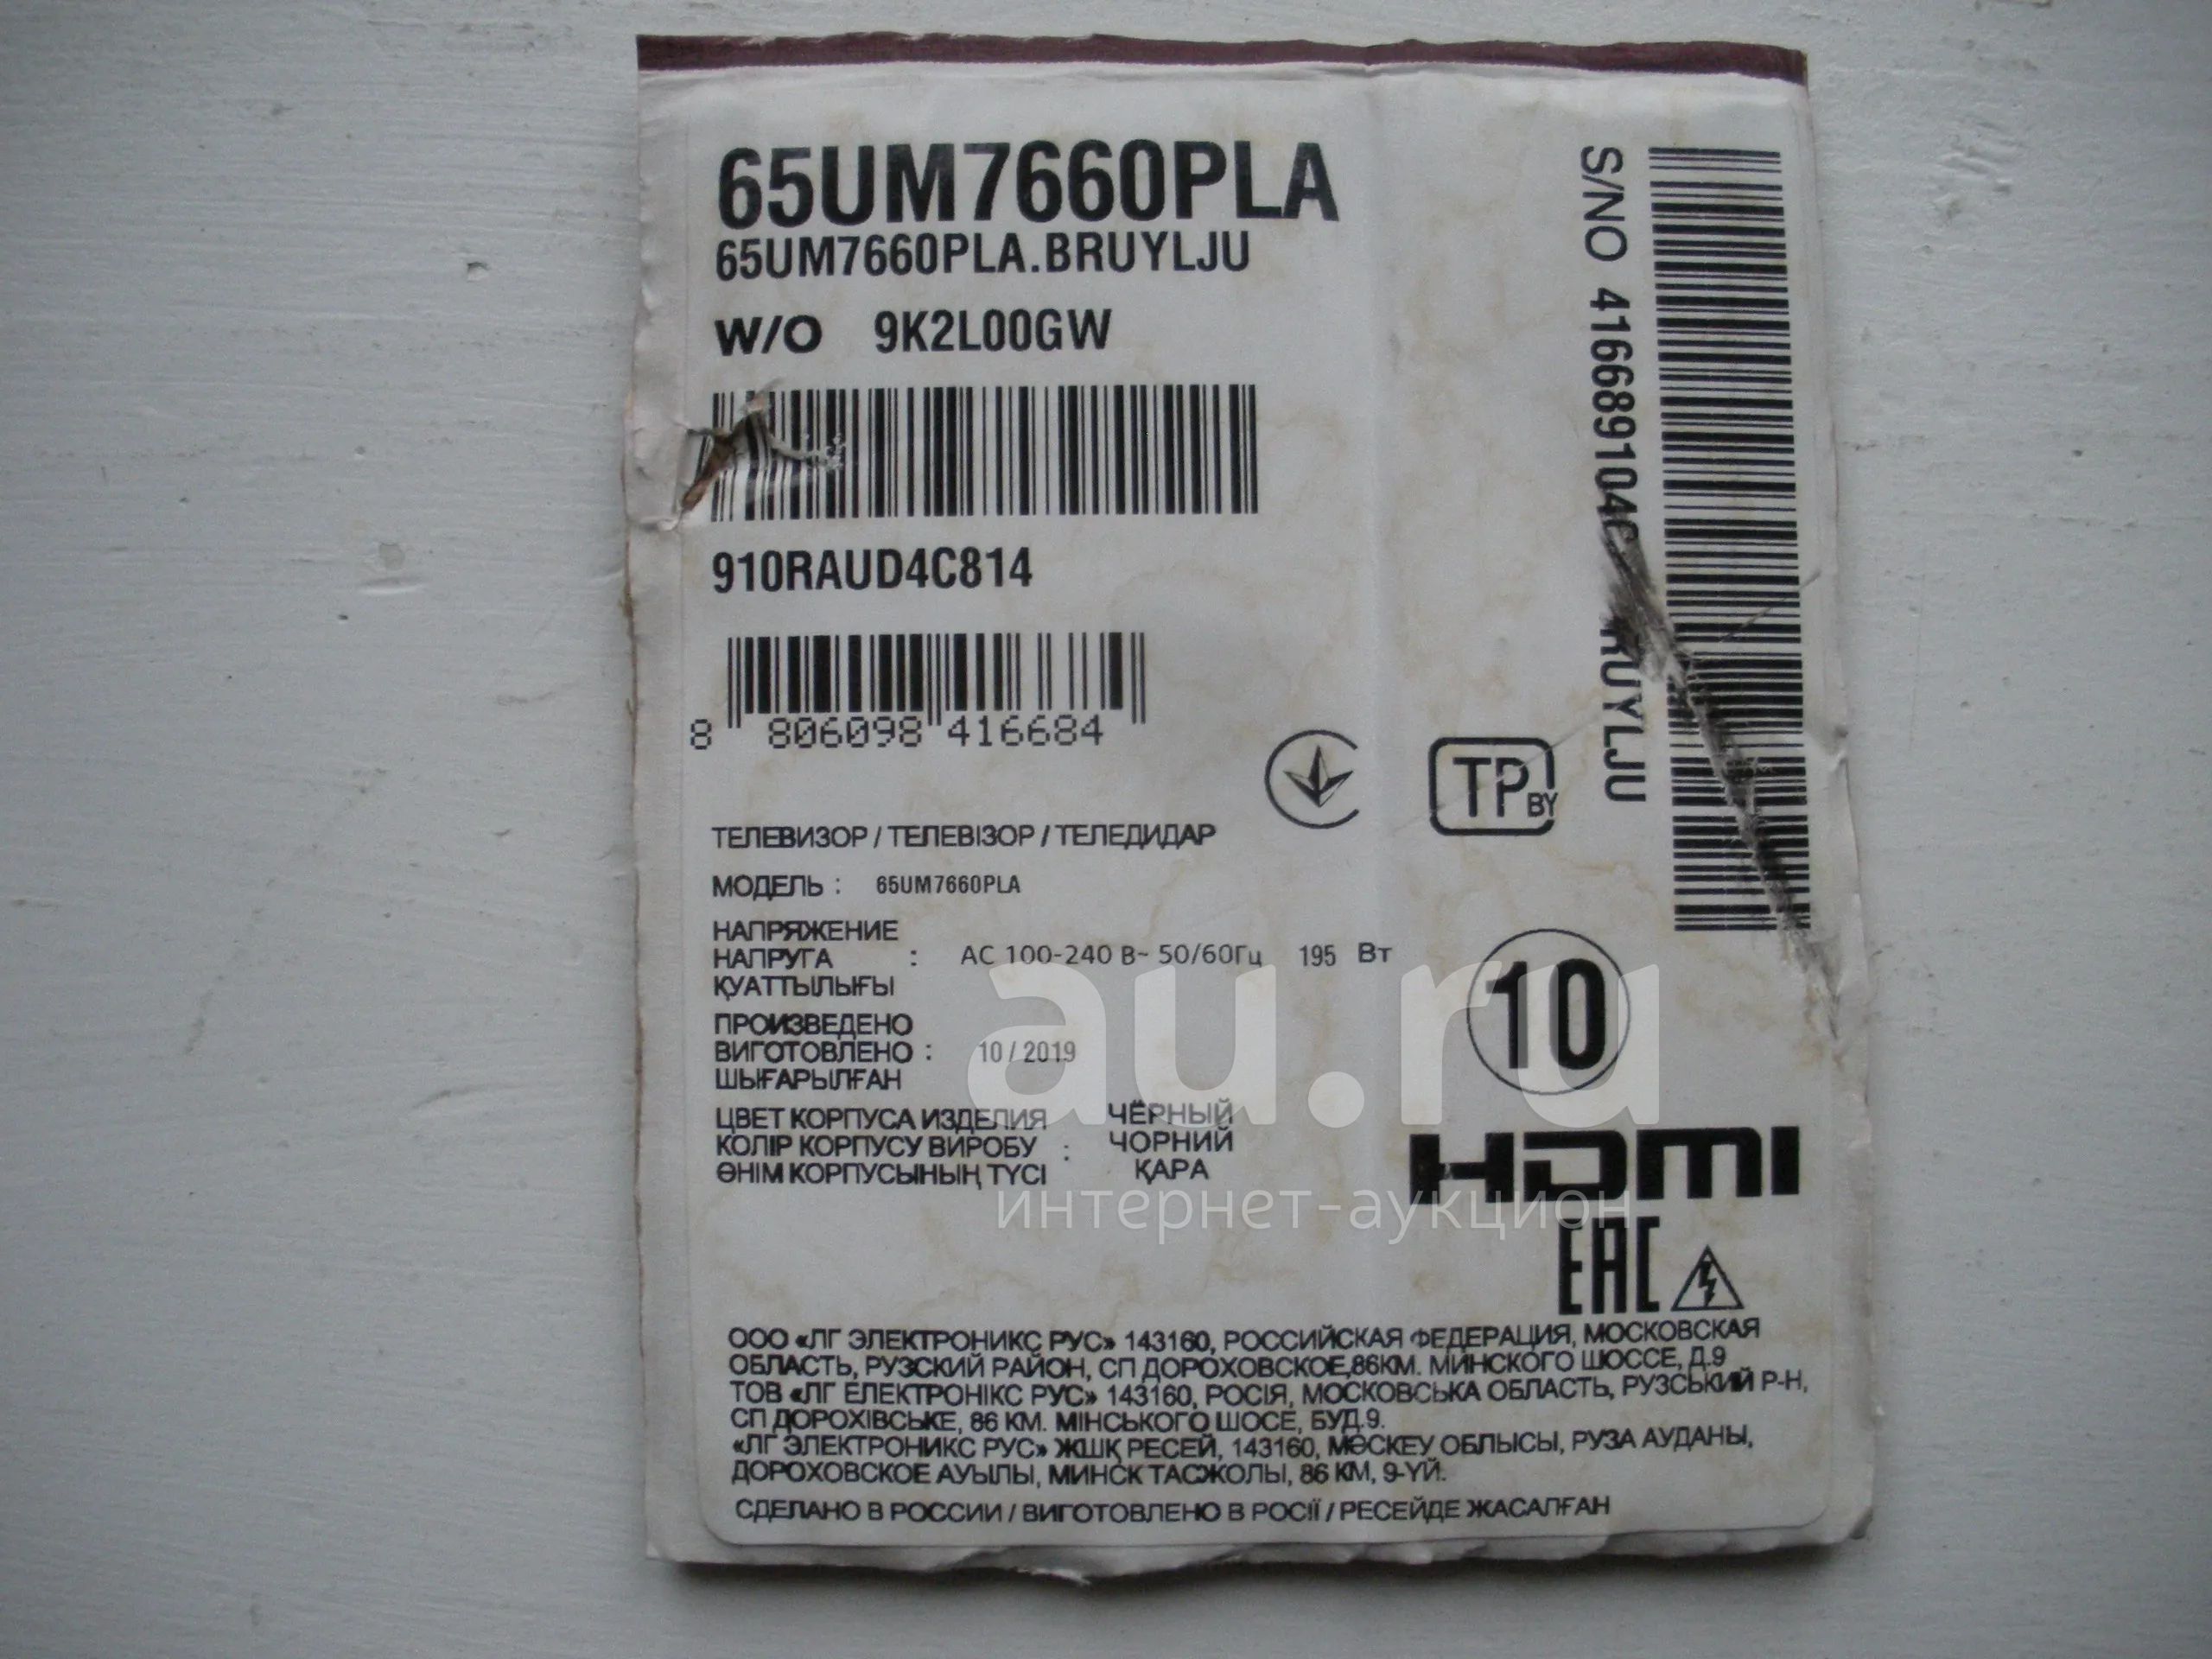 65UM7660PLA
65UM7660PLA.BRUYLJU
W/O 9K2L00GW
910RAUD4C814
8 806098 416684
S/NO 41668910
RUYLJU
TP BY
ТЕЛЕВИЗОР / ТЕЛЕВІЗОР / ТЕЛЕДИДАР
МОДЕЛЬ : 65UM7660PLA
НАПРЯЖЕНИЕ
НАПРУГА : AC 100-240 В~ 50/60Гц 195 Вт
ҚУАТТЫЛЫҒЫ
ПРОИЗВЕДЕНО
ВИГОТОВЛЕНО : 10 / 2019
ШЫҒАРЫЛҒАН
10
ЦВЕТ КОРПУСА ИЗДЕЛИЯ ЧЁРНЫЙ
КОЛІР КОРПУСУ ВИРОБУ : ЧОРНИЙ
ӨНІМ КОРПУСЫНЫҢ ТҮСІ ҚАРА
au.ru
интернет-аукцион
HDMI
EAC
ООО «ЛГ ЭЛЕКТРОНИКС РУС» 143160, РОССИЙСКАЯ ФЕДЕРАЦИЯ, МОСКОВСКАЯ
ОБЛАСТЬ, РУЗСКИЙ РАЙОН, СП ДОРОХОВСКОЕ,86КМ. МИНСКОГО ШОССЕ, Д.9
ТОВ «ЛГ ЕЛЕКТРОНІКС РУС» 143160, РОСІЯ, МОСКОВСЬКА ОБЛАСТЬ, РУЗСЬКИЙ Р-Н,
СП ДОРОХІВСЬКЕ, 86 КМ. МІНСЬКОГО ШОСЕ, БУД.9.
«ЛГ ЭЛЕКТРОНИКС РУС» ЖШҚ РЕСЕЙ, 143160, МӘСКЕУ ОБЛЫСЫ, РУЗА АУДАНЫ,
ДОРОХОВСКОЕ АУЫЛЫ, МИНСК ТАСЖОЛЫ, 86 КМ, 9-ҮЙ.
СДЕЛАНО В РОССИИ / ВИГОТОВЛЕНО В РОСІЇ / РЕСЕЙДЕ ЖАСАЛҒАН